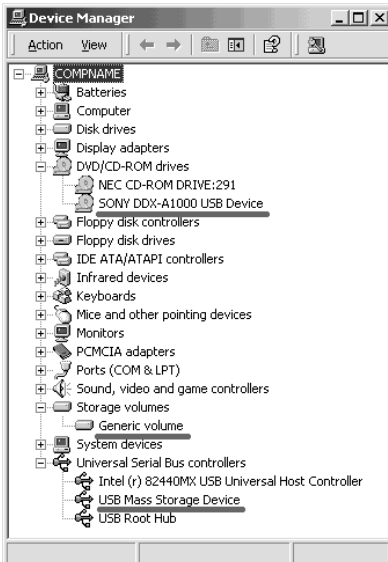 Device Manager
Action View
COMPNAME
Batteries
Computer
Disk drives
Display adapters
DVD/CD-ROM drives
NEC CD-ROM DRIVE:291
SONY DDX-A1000 USB Device
Floppy disk controllers
Floppy disk drives
IDE ATA/ATAPI controllers
Infrared devices
Keyboards
Mice and other pointing devices
Monitors
PCMCIA adapters
Ports (COM & LPT)
Sound, video and game controllers
Storage volumes
Generic volume
System devices
Universal Serial Bus controllers
Intel (r) 82440MX USB Universal Host Controller
USB Mass Storage Device
USB Root Hub